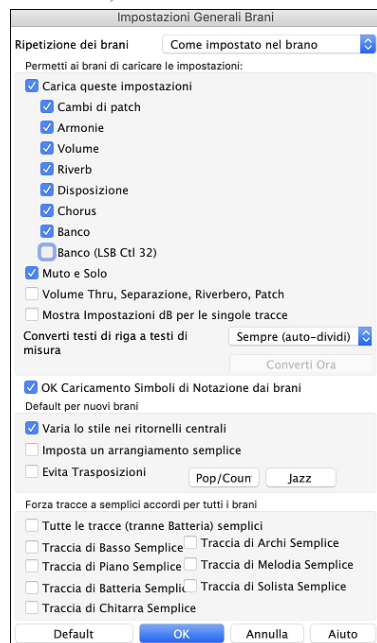 Impostazioni Generali Brani
Ripetizione dei brani Come impostato nel brano
Permetti ai brani di caricare le impostazioni:
Carica queste impostazioni
Cambi di patch
Armonie
Volume
Riverb
Disposizione
Chorus
Banco
Banco (LSB Ctl 32)
Muto e Solo
Volume Thru, Separazione, Riverbero, Patch
Mostra Impostazioni dB per le singole tracce
Converti testi di riga a testi di misura Sempre (auto-dividi)
Converti Ora
OK Caricamento Simboli di Notazione dai brani
Default per nuovi brani
Varia lo stile nei ritornelli centrali
Imposta un arrangiamento semplice
Evita Trasposizioni Pop/Coun Jazz
Forza tracce a semplici accordi per tutti i brani
Tutte le tracce (tranne Batteria) semplici
Traccia di Basso Semplice Traccia di Archi Semplice
Traccia di Piano Semplice Traccia di Melodia Semplice
Traccia di Batteria Semplic Traccia di Solista Semplice
Traccia di Chitarra Semplice
Default OK Annulla Aiuto